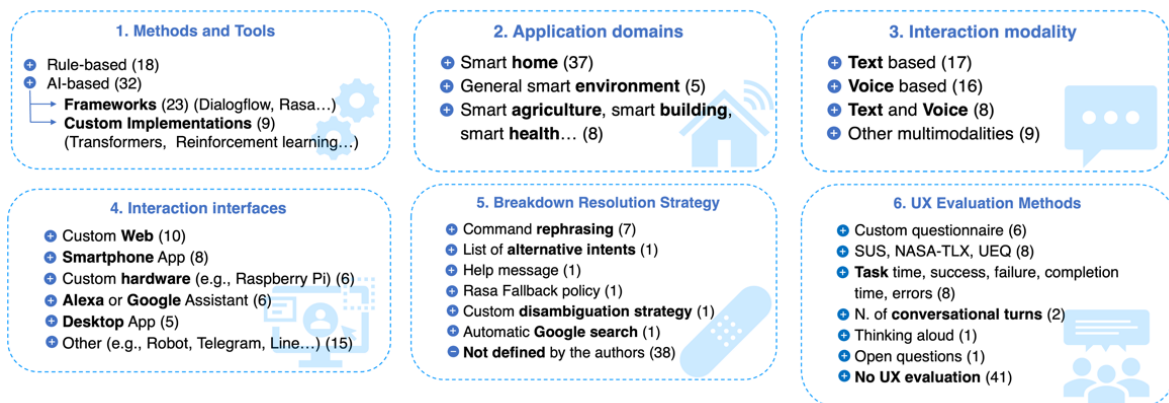 1. Methods and Tools
Rule-based (18)
AI-based (32)
Frameworks (23) (Dialogflow, Rasa…)
Custom Implementations (9)
(Transformers, Reinforcement learning…)
2. Application domains
Smart home (37)
General smart environment (5)
Smart agriculture, smart building,
smart health… (8)
3. Interaction modality
Text based (17)
Voice based (16)
Text and Voice (8)
Other multimodalities (9)
4. Interaction interfaces
Custom Web (10)
Smartphone App (8)
Custom hardware (e.g., Raspberry Pi) (6)
Alexa or Google Assistant (6)
Desktop App (5)
Other (e.g., Robot, Telegram, Line…) (15)
5. Breakdown Resolution Strategy
Command rephrasing (7)
List of alternative intents (1)
Help message (1)
Rasa Fallback policy (1)
Custom disambiguation strategy (1)
Automatic Google search (1)
Not defined by the authors (38)
6. UX Evaluation Methods
Custom questionnaire (6)
SUS, NASA-TLX, UEQ (8)
Task time, success, failure, completion
time, errors (8)
N. of conversational turns (2)
Thinking aloud (1)
Open questions (1)
No UX evaluation (41)